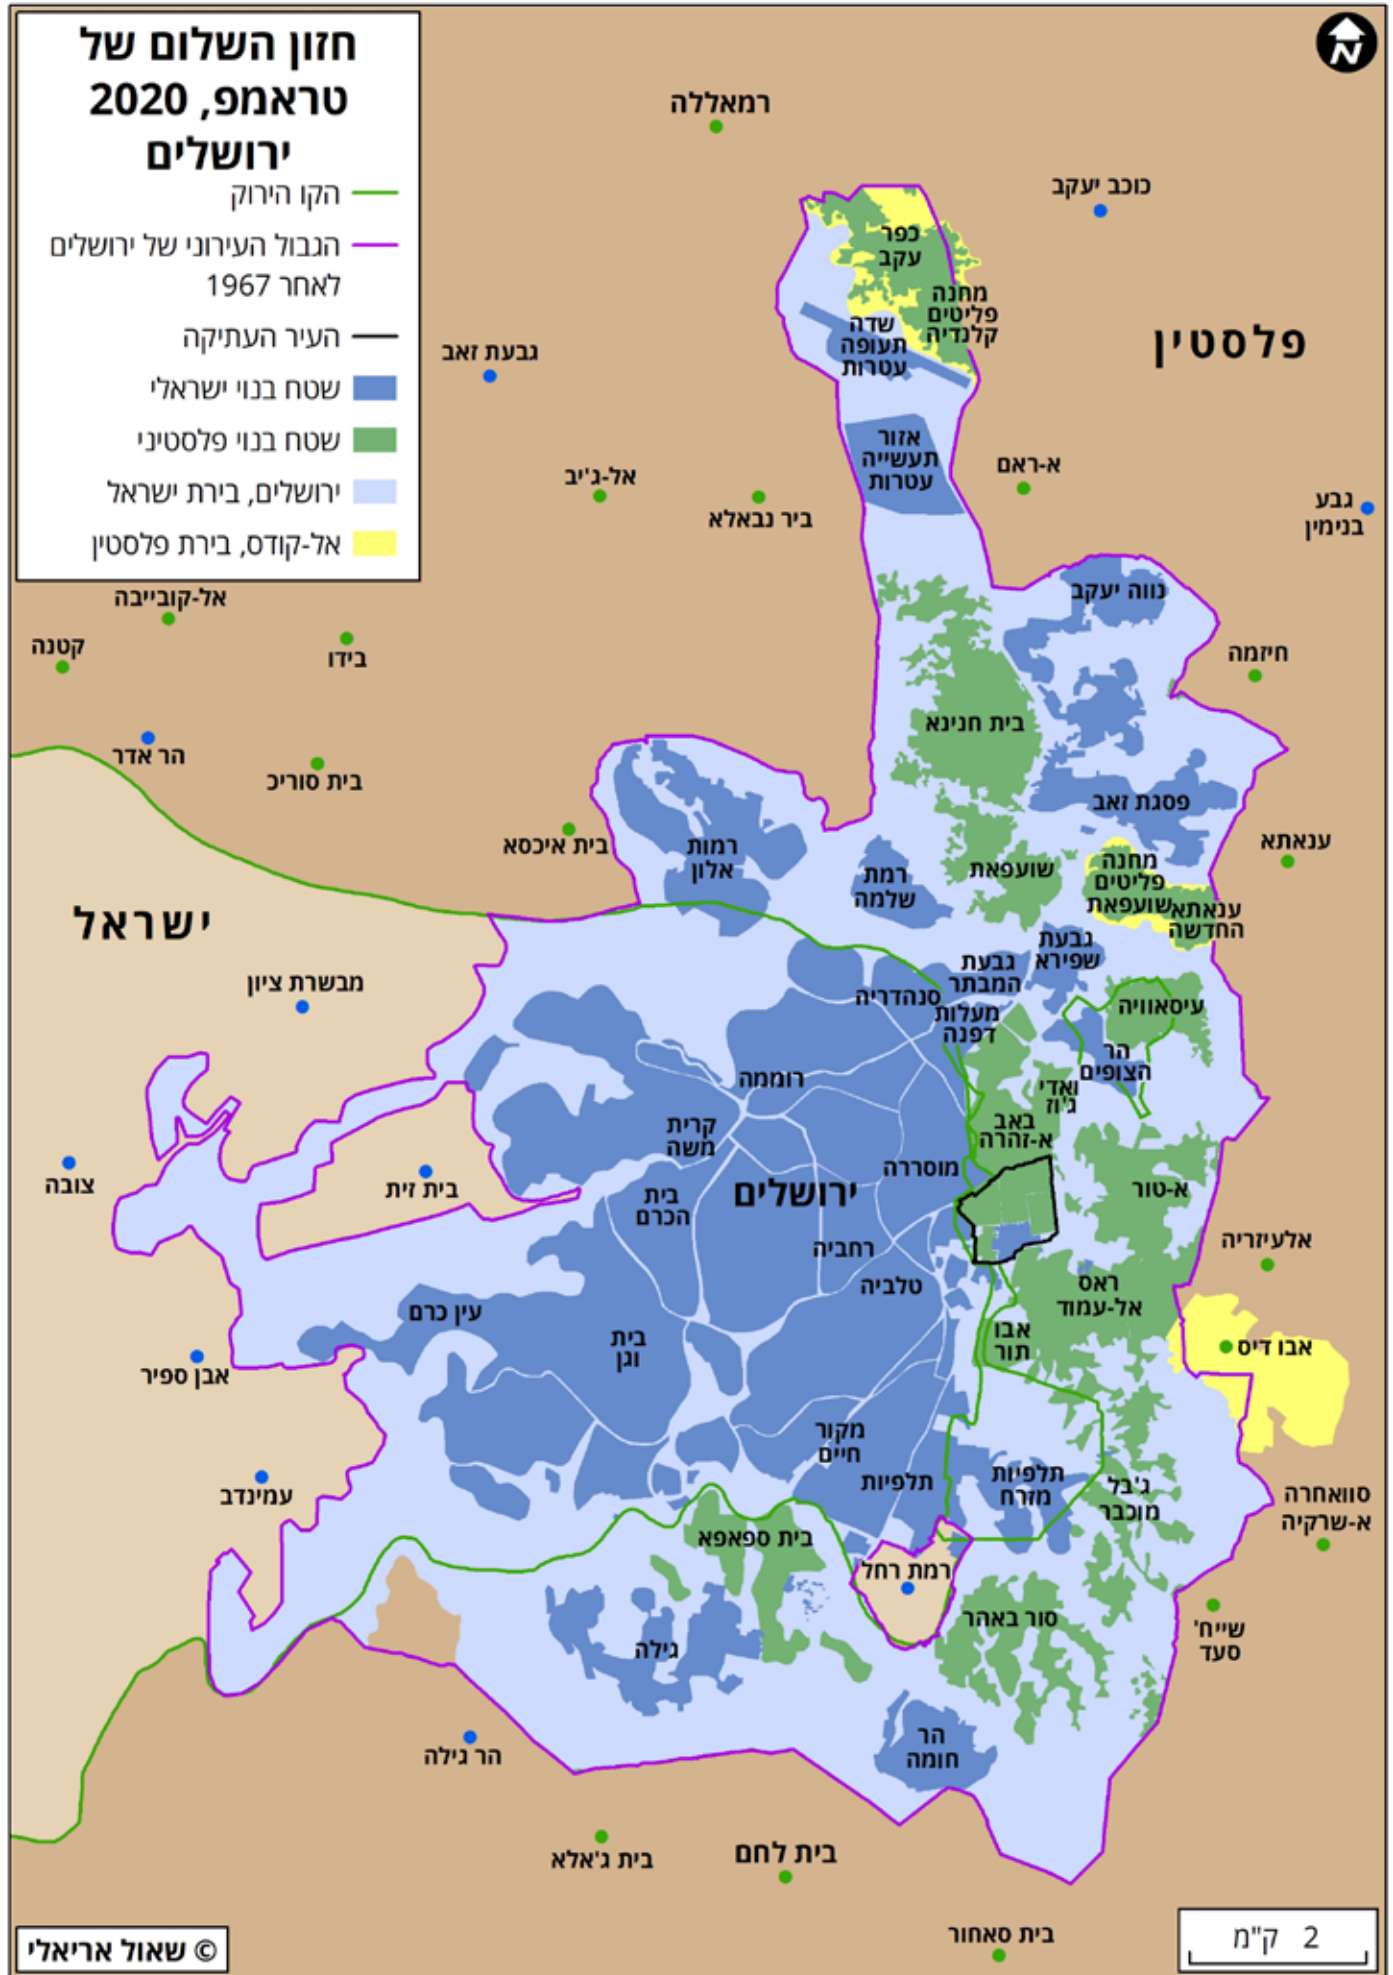 חזון השלום של
טראמפ, 2020
ירושלים
הקו הירוק
הגבול העירוני של ירושלים
לאחר 1967
העיר העתיקה
שטח בנוי ישראלי
שטח בנוי פלסטיני
ירושלים, בירת ישראל
אל-קודס, בירת פלסטין
N
רמאללה
כוכב יעקב
כפר
עקב
מחנה
פליטים
קלנדיה
שדה
תעופה
עטרות
פלסטין
גבעת זאב
אזור
תעשייה
עטרות
א-ראם
אל-ג'יב
ביר נבאלא
גבע
בנימין
נווה יעקב
אל-קובייבה
קטנה
בידו
חיזמה
בית חנינא
הר אדר
בית סוריכ
פסגת זאב
בית איכסא
רמות
אלון
רמת
שלמה
שועפאת
מחנה
פליטים
שועפאת
ענאתא
ענאתא
החדשה
ישראל
גבעת
שפירא
גבעת
המבתר
סנהדריה
מעלות
דפנה
עיסאוויה
מבשרת ציון
הר
הצופים
רוממה
ואדי
ג'וז
באב
א-זהרה
קרית
משה
מוסררה
צובה
בית זית
בית
הכרם
ירושלים
א-טור
רחביה
אלעיזריה
טלביה
ראס
אל-עמוד
עין כרם
אבו
תור
בית
וגן
אבו דיס
אבן ספיר
מקור
חיים
תלפיות
תלפיות
מזרח
ג'בל
מוכבר
עמינדב
סוואחרה
א-שרקיה
בית ספאפא
רמת רחל
סור באהר
שייח'
סעד
גילה
הר גילה
הר
חומה
בית ג'אלא
בית לחם
בית סאחור
2 ק"מ
© שאול אריאלי